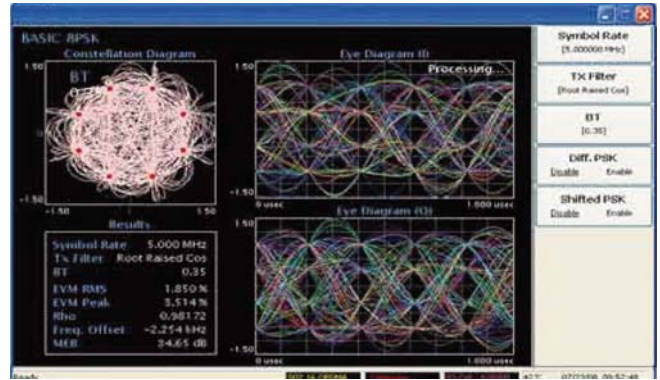 BASIC 8PSK
Constellation Diagram
1.50
BT
-1.50
-1.50
1.50
Eye Diagram (I)
1.50
Processing...
-1.50
0 usec
1.000 usec
Eye Diagram (Q)
1.50
-1.50
0 usec
1.000 usec
Results
Symbol Rate 5.000 MHz
Tx Filter Root Raised Cos
BT 0.35
EVM RMS 1.850 %
EVM Peak 3.514 %
Rho 0.98172
Freq. Offset -2.254 kHz
MER 34.65 dB
Symbol Rate
[5.000000 MHz]
TX Filter
[Root Raised Cos]
BT
[0.35]
Diff. PSK
Disable Enable
Shifted PSK
Disable Enable
Ready
09:52:48